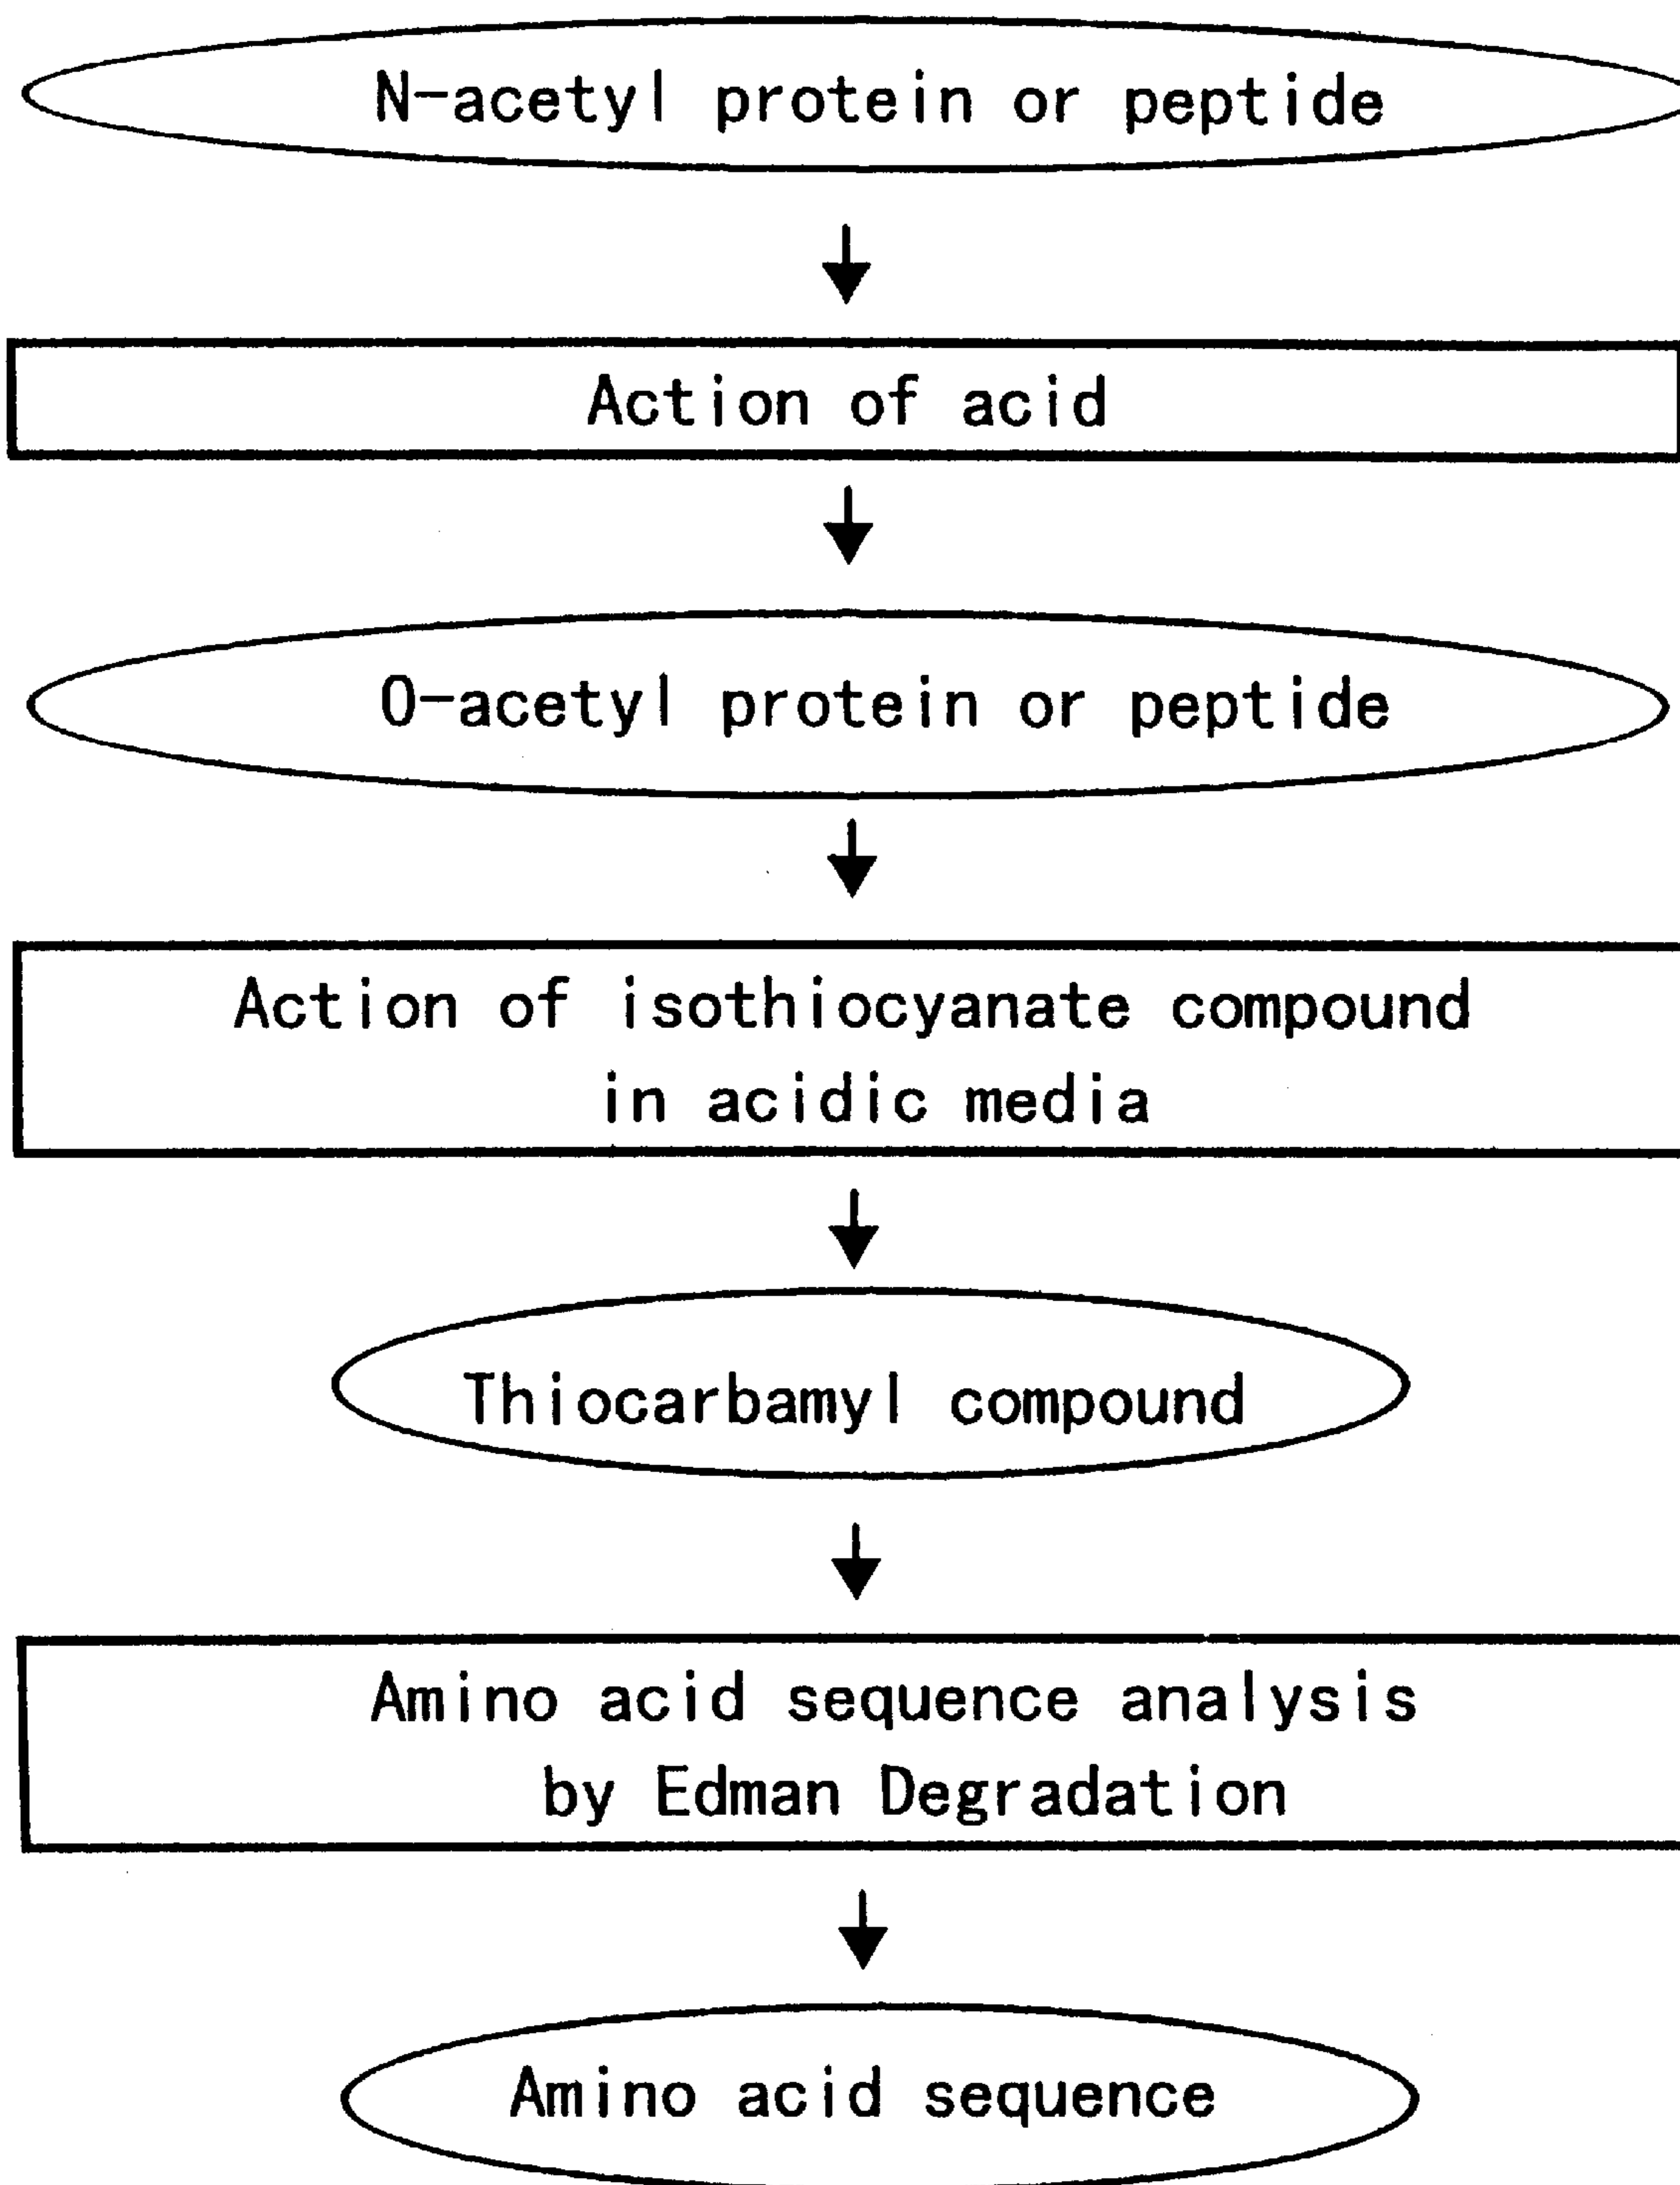 N-acetyl protein or peptide
Action of acid
O-acetyl protein or peptide
Action of isothiocyanate compound
in acidic media
Thiocarbamyl compound
Amino acid sequence analysis
by Edman Degradation
Amino acid sequence